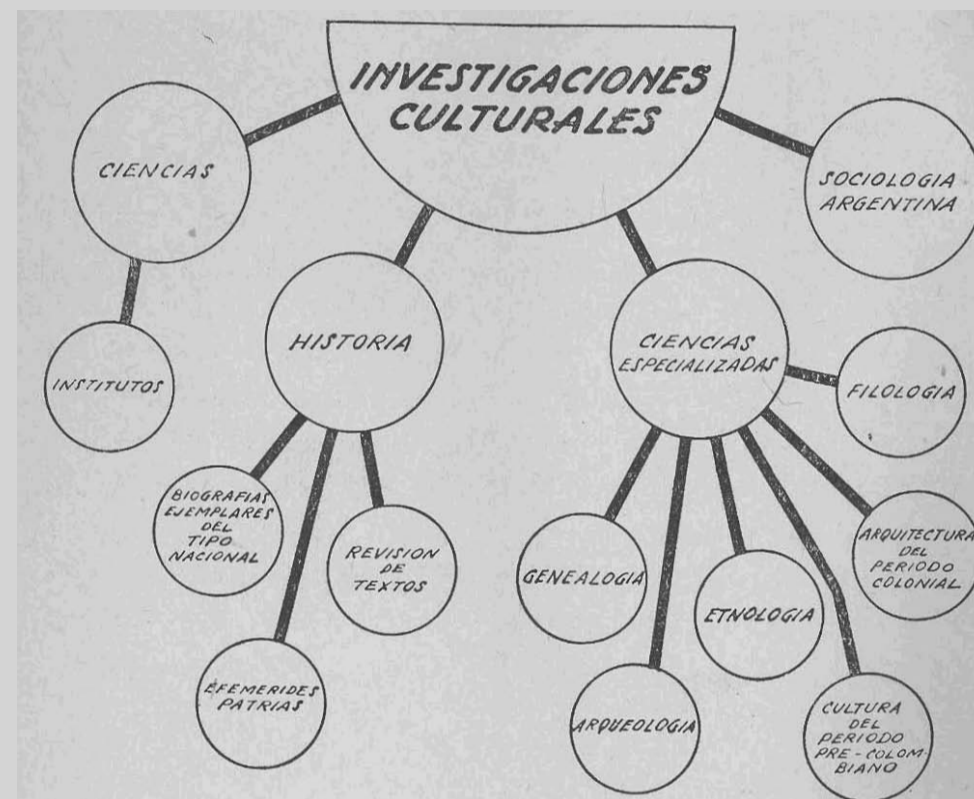 INVESTIGACIONES
CULTURALES
CIENCIAS
SOCIOLOGIA
ARGENTINA
INSTITUTOS
HISTORIA
CIENCIAS
ESPECIALIZADAS
FILOLOGIA
BIOGRAFIAS
EJEMPLARES
DEL
TIPO
NACIONAL
REVISION
DE
TEXTOS
EFEMERIDES
PATRIAS
GENEALOGIA
ARQUEOLOGIA
ETNOLOGIA
ARQUITECTURA
DEL
PERIODO
COLONIAL
CULTURA
DEL
PERIODO
PRE-COLOM-
BIANO